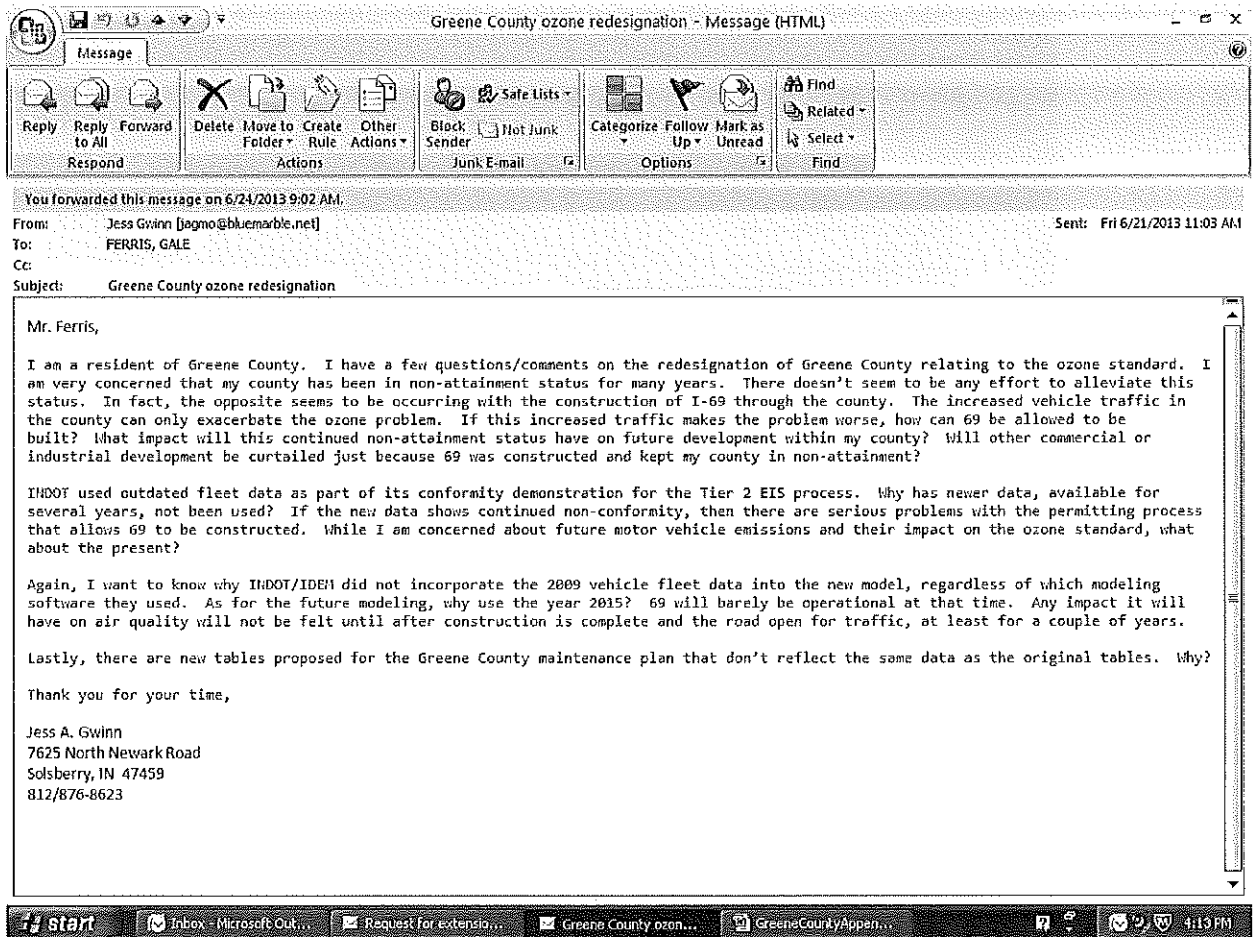 Greene County ozone redesignation - Message (HTML)
Message
Reply
Reply to All
Forward
Respond
Delete
Move to Folder
Create Rule
Other Actions
Actions
Block Sender
Safe Lists
Not Junk
Junk E-mail
Categorize
Follow Up
Mark as Unread
Options
Find
Related
Select
Find
You forwarded this message on 6/24/2013 9:02 AM.
From: Jess Gwinn [jagmo@bluemarble.net]
Sent: Fri 6/21/2013 11:03 AM
To: FERRIS, GALE
Cc:
Subject: Greene County ozone redesignation
Mr. Ferris,
I am a resident of Greene County. I have a few questions/comments on the redesignation of Greene County relating to the ozone standard. I
am very concerned that my county has been in non-attainment status for many years. There doesn't seem to be any effort to alleviate this
status. In fact, the opposite seems to be occurring with the construction of I-69 through the county. The increased vehicle traffic in
the county can only exacerbate the ozone problem. If this increased traffic makes the problem worse, how can 69 be allowed to be
built? What impact will this continued non-attainment status have on future development within my county? Will other commercial or
industrial development be curtailed just because 69 was constructed and kept my county in non-attainment?
INDOT used outdated fleet data as part of its conformity demonstration for the Tier 2 EIS process. Why has newer data, available for
several years, not been used? If the new data shows continued non-conformity, then there are serious problems with the permitting process
that allows 69 to be constructed. While I am concerned about future motor vehicle emissions and their impact on the ozone standard, what
about the present?
Again, I want to know why INDOT/IDEM did not incorporate the 2009 vehicle fleet data into the new model, regardless of which modeling
software they used. As for the future modeling, why use the year 2015? 69 will barely be operational at that time. Any impact it will
have on air quality will not be felt until after construction is complete and the road open for traffic, at least for a couple of years.
Lastly, there are new tables proposed for the Greene County maintenance plan that don't reflect the same data as the original tables. Why?
Thank you for your time,
Jess A. Gwinn
7625 North Newark Road
Solsberry, IN 47459
812/876-8623
start
Inbox - Microsoft Out...
Request for extensio...
Greene County ozon...
GreeneCountyAppen...
4:13 PM